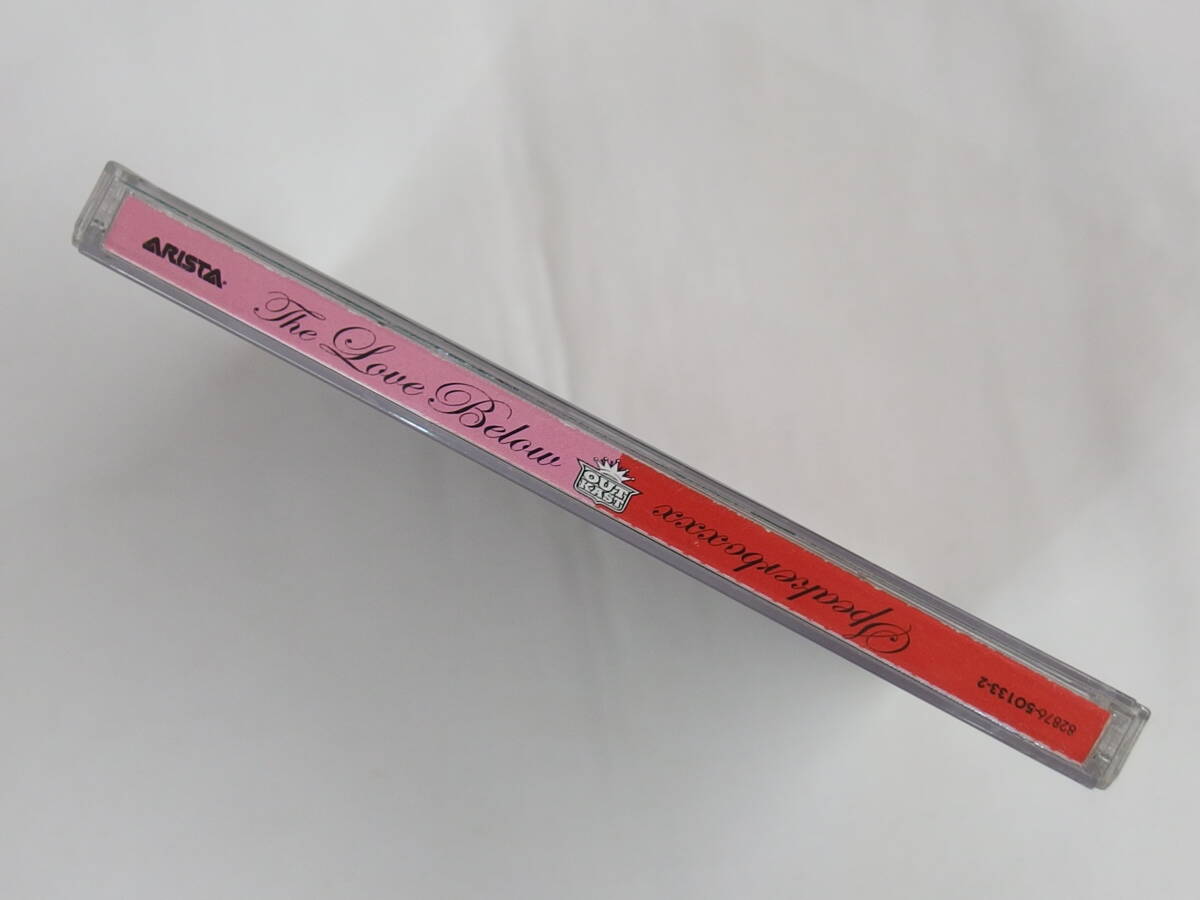 ARISTA
The Love Below
OUT
KAST
Speakerboxxx
82876-50133-2